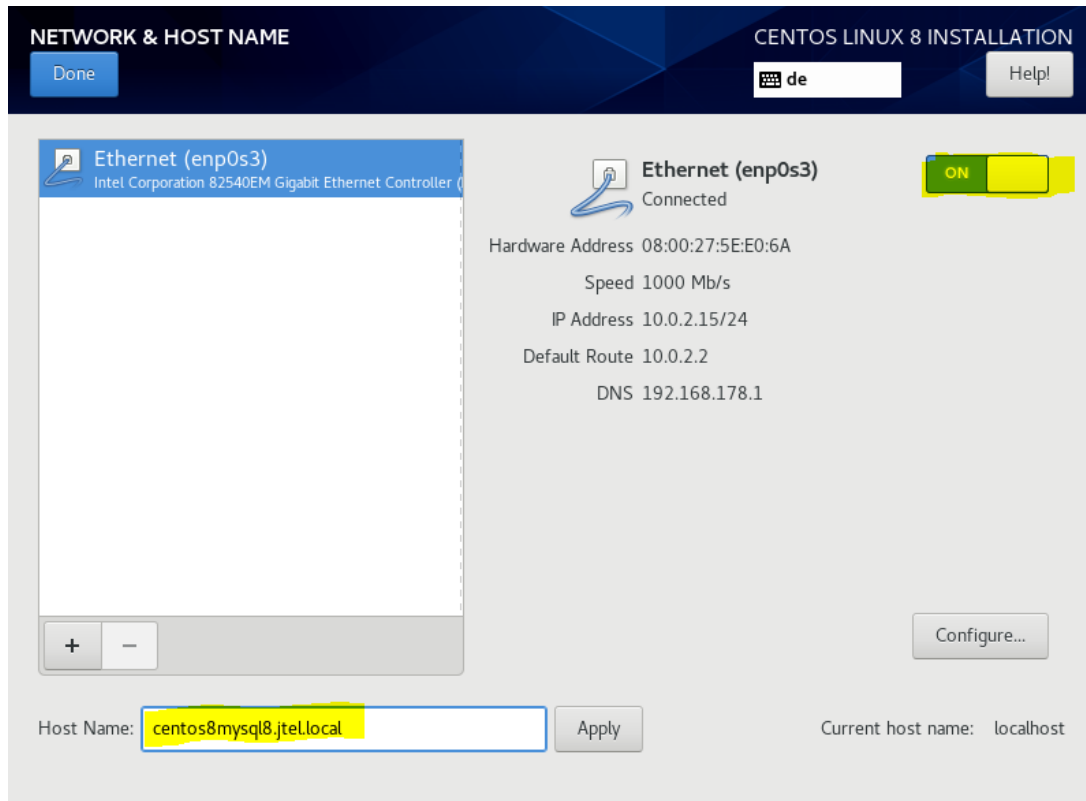 NETWORK & HOST NAME
CENTOS LINUX 8 INSTALLATION
Done
de
Help!
Ethernet (enp0s3)
Intel Corporation 82540EM Gigabit Ethernet Controller (
Ethernet (enp0s3)
Connected
ON
Hardware Address 08:00:27:5E:E0:6A
Speed 1000 Mb/s
IP Address 10.0.2.15/24
Default Route 10.0.2.2
DNS 192.168.178.1
+ −
Configure...
Host Name: centos8mysql8.jtel.local
Apply
Current host name: localhost